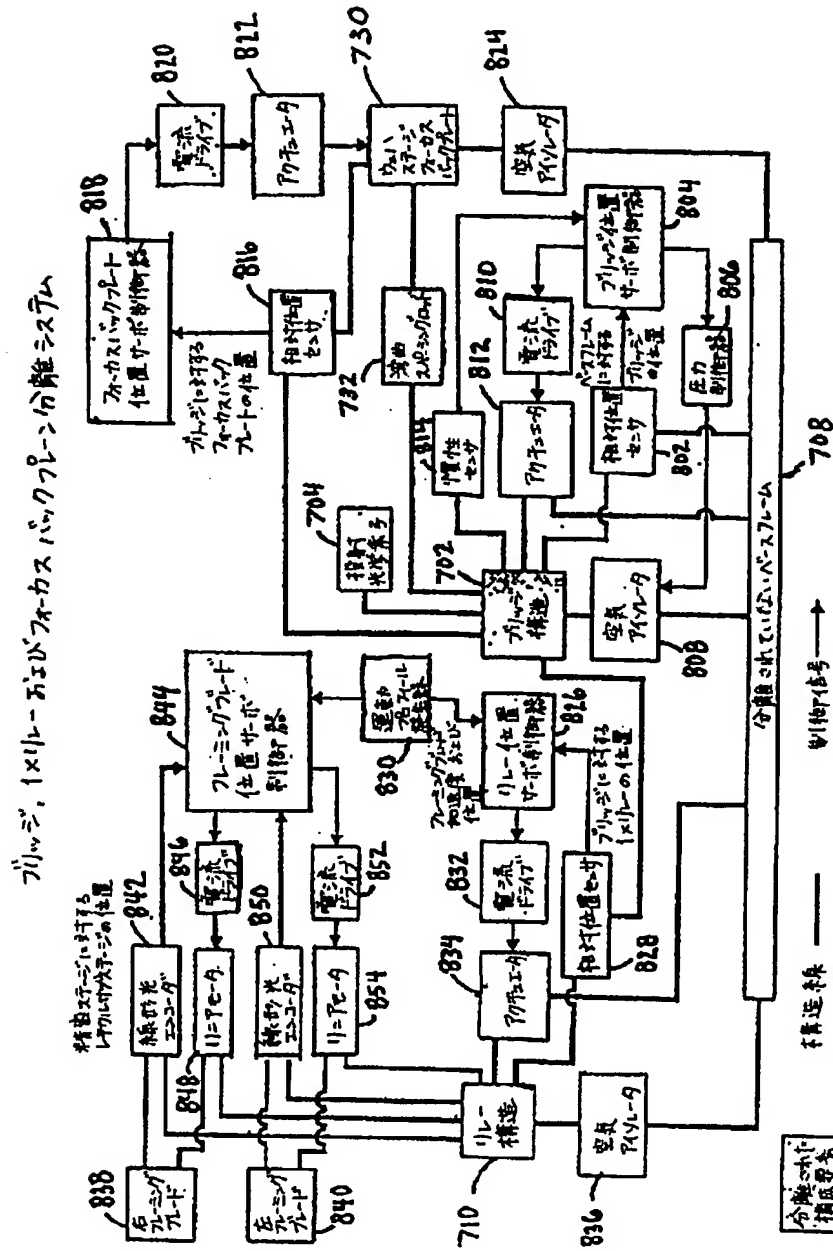 ブリッジ, 1×リレーおよびフォーカスバックプレーン分離システム
818
フォーカスバックプレート
位置サーボ制御器
820
電流
ドライブ
822
アクチュエータ
730
ウェハ
ステージ
フォーカス
バックプレート
824
空気
アイソレータ
816
相対位置
センサ
ブリッジに対する
フォーカスバック
プレートの位置
732
704
投射
光学素子
814
慣性
センサ
810
電流
ドライブ
812
アクチュエータ
804
ブリッジ位置
サーボ制御器
806
圧力
制御器
ベースフレーム
に対する
ブリッジの位置
相対位置
センサ
802
702
ブリッジ
構造
空気
アイソレータ
808
分離されていないベースフレーム
708
844
フレーミングブレード
位置サーボ
制御器
運動
プロフィール
発生器
830
フレーミングブレード
加速度および
位置
826
リレー位置
サーボ制御器
ブリッジに対する
1×リレーの位置
832
電流
ドライブ
834
アクチュエータ
相対位置センサ
828
精密ステージに対する
レチクルサブステージの位置
842
線形光
エンコーダ
846
電流
ドライブ
848
リニアモータ
850
線形光
エンコーダ
852
電流
ドライブ
リニアモータ
854
838
右
フレーミング
ブレード
840
左
フレーミング
ブレード
710
リレー
構造
836
空気
アイソレータ
分離された
構成要素
構造線
制御信号